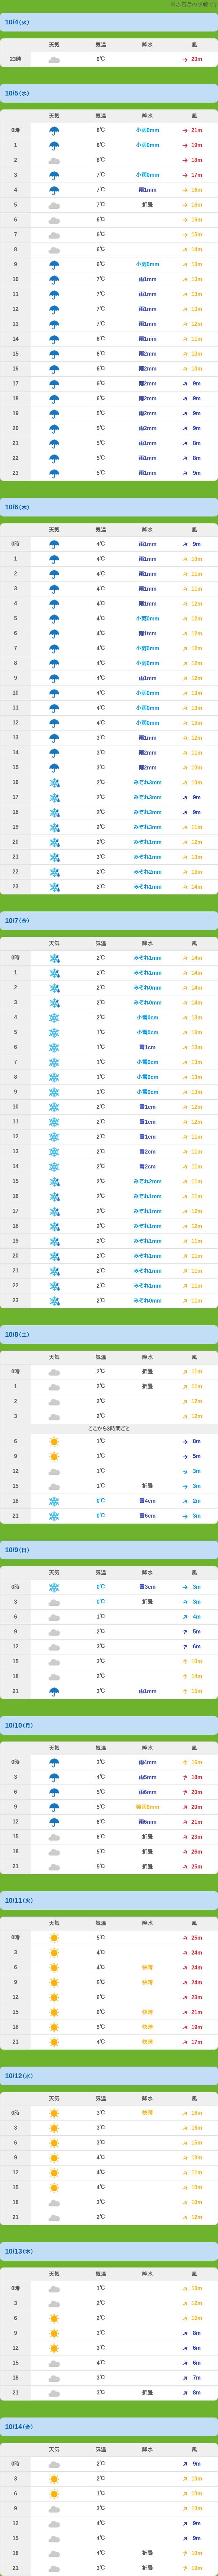 の予報です
10/4(火)
天気 気温 降水 風
23時 9℃ 20m
10/5(水)
天気 気温 降水 風
0時 8℃ 小雨0mm 21m
1 8℃ 小雨0mm 19m
2 8℃ 18m
3 7℃ 小雨0mm 17m
4 7℃ 雨1mm 16m
5 7℃ 折曇 16m
6 6℃ 16m
7 6℃ 15m
8 6℃ 14m
9 6℃ 小雨0mm 13m
10 7℃ 雨1mm 13m
11 7℃ 雨1mm 13m
12 7℃ 雨1mm 13m
13 7℃ 雨1mm 12m
14 6℃ 雨1mm 11m
15 6℃ 雨2mm 10m
16 6℃ 雨2mm 10m
17 6℃ 雨2mm 9m
18 6℃ 雨2mm 9m
19 5℃ 雨2mm 9m
20 5℃ 雨2mm 9m
21 5℃ 雨1mm 8m
22 5℃ 雨1mm 8m
23 5℃ 雨1mm 9m
10/6(木)
天気 気温 降水 風
0時 4℃ 雨1mm 9m
1 4℃ 雨1mm 10m
2 4℃ 雨1mm 11m
3 4℃ 雨1mm 11m
4 4℃ 雨1mm 12m
5 4℃ 小雨0mm 12m
6 4℃ 雨1mm 12m
7 4℃ 小雨0mm 12m
8 4℃ 小雨0mm 12m
9 4℃ 雨1mm 12m
10 4℃ 小雨0mm 13m
11 4℃ 小雨0mm 13m
12 4℃ 小雨0mm 13m
13 3℃ 雨1mm 12m
14 3℃ 雨2mm 11m
15 3℃ 雨2mm 10m
16 2℃ みぞれ3mm 10m
17 2℃ みぞれ3mm 9m
18 2℃ みぞれ3mm 9m
19 2℃ みぞれ3mm 11m
20 2℃ みぞれ1mm 12m
21 3℃ みぞれ1mm 13m
22 2℃ みぞれ2mm 13m
23 2℃ みぞれ1mm 14m
10/7(金)
天気 気温 降水 風
0時 2℃ みぞれ1mm 14m
1 2℃ みぞれ1mm 14m
2 2℃ みぞれ0mm 14m
3 2℃ みぞれ0mm 14m
4 2℃ 小雪0cm 13m
5 1℃ 小雪0cm 13m
6 1℃ 雪1cm 13m
7 1℃ 小雪0cm 13m
8 1℃ 小雪0cm 13m
9 1℃ 小雪0cm 13m
10 2℃ 雪1cm 12m
11 2℃ 雪1cm 12m
12 2℃ 雪1cm 11m
13 2℃ 雪2cm 11m
14 2℃ 雪2cm 11m
15 2℃ みぞれ2mm 11m
16 2℃ みぞれ1mm 11m
17 2℃ みぞれ1mm 12m
18 2℃ みぞれ1mm 12m
19 2℃ みぞれ1mm 11m
20 2℃ みぞれ1mm 11m
21 2℃ みぞれ1mm 11m
22 2℃ みぞれ1mm 11m
23 2℃ みぞれ0mm 11m
10/8(土)
天気 気温 降水 風
0時 2℃ 折曇 11m
1 2℃ 折曇 11m
2 2℃ 12m
3 2℃ 12m
ここから3時間ごと
6 1℃ 8m
9 1℃ 5m
12 1℃ 3m
15 1℃ 折曇 3m
18 0℃ 雪4cm 2m
21 0℃ 雪6cm 3m
10/9(日)
天気 気温 降水 風
0時 0℃ 雪3cm 3m
3 0℃ 折曇 3m
6 1℃ 4m
9 2℃ 5m
12 3℃ 6m
15 3℃ 10m
18 2℃ 14m
21 3℃ 雨1mm 15m
10/10(月)
天気 気温 降水 風
0時 3℃ 雨4mm 16m
3 4℃ 雨5mm 18m
6 5℃ 雨6mm 20m
9 5℃ 強雨8mm 20m
12 6℃ 雨6mm 21m
15 6℃ 折曇 23m
18 5℃ 折曇 26m
21 5℃ 折曇 25m
10/11(火)
天気 気温 降水 風
0時 5℃ 25m
3 4℃ 24m
6 4℃ 快晴 24m
9 5℃ 快晴 24m
12 6℃ 23m
15 6℃ 快晴 21m
18 5℃ 快晴 19m
21 4℃ 快晴 17m
10/12(水)
天気 気温 降水 風
0時 3℃ 快晴 16m
3 3℃ 16m
6 3℃ 15m
9 4℃ 13m
12 4℃ 11m
15 4℃ 10m
18 3℃ 10m
21 2℃ 12m
10/13(木)
天気 気温 降水 風
0時 1℃ 13m
3 2℃ 12m
6 2℃ 10m
9 3℃ 8m
12 3℃ 6m
15 4℃ 6m
18 3℃ 折曇 7m
21 3℃ 折曇 8m
10/14(金)
天気 気温 降水 風
0時 2℃ 9m
3 2℃ 10m
6 1℃ 10m
9 3℃ 10m
12 4℃ 9m
15 4℃ 9m
18 4℃ 折曇 10m
21 3℃ 折曇 10m